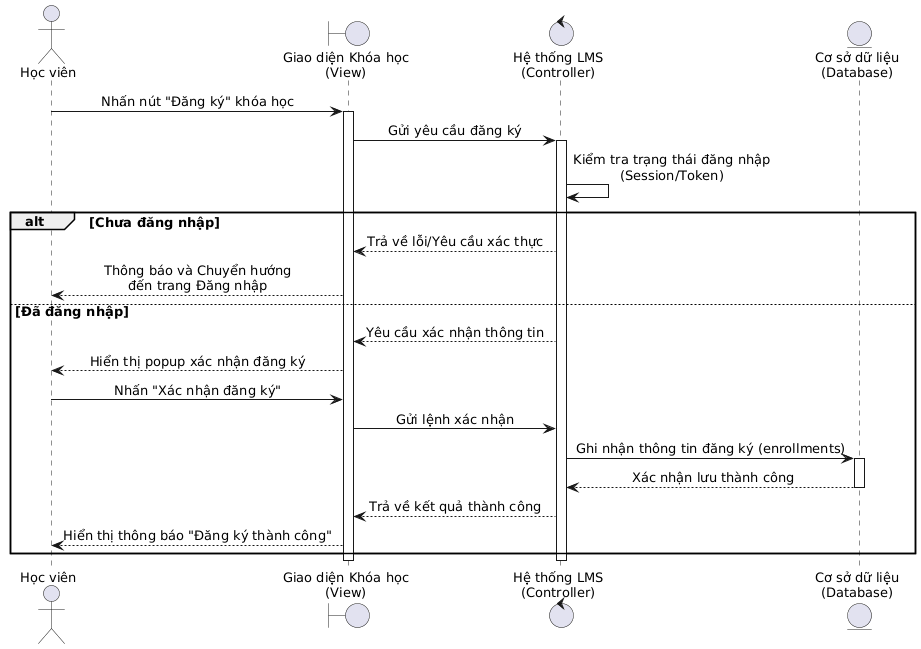 Học viên
Giao diện Khóa học
(View)
Hệ thống LMS
(Controller)
Cơ sở dữ liệu
(Database)
Nhấn nút "Đăng ký" khóa học
Gửi yêu cầu đăng ký
Kiểm tra trạng thái đăng nhập
(Session/Token)
alt
[Chưa đăng nhập]
Trả về lỗi/Yêu cầu xác thực
Thông báo và Chuyển hướng
đến trang Đăng nhập
[Đã đăng nhập]
Yêu cầu xác nhận thông tin
Hiển thị popup xác nhận đăng ký
Nhấn "Xác nhận đăng ký"
Gửi lệnh xác nhận
Ghi nhận thông tin đăng ký (enrollments)
Xác nhận lưu thành công
Trả về kết quả thành công
Hiển thị thông báo "Đăng ký thành công"
Học viên
Giao diện Khóa học
(View)
Hệ thống LMS
(Controller)
Cơ sở dữ liệu
(Database)